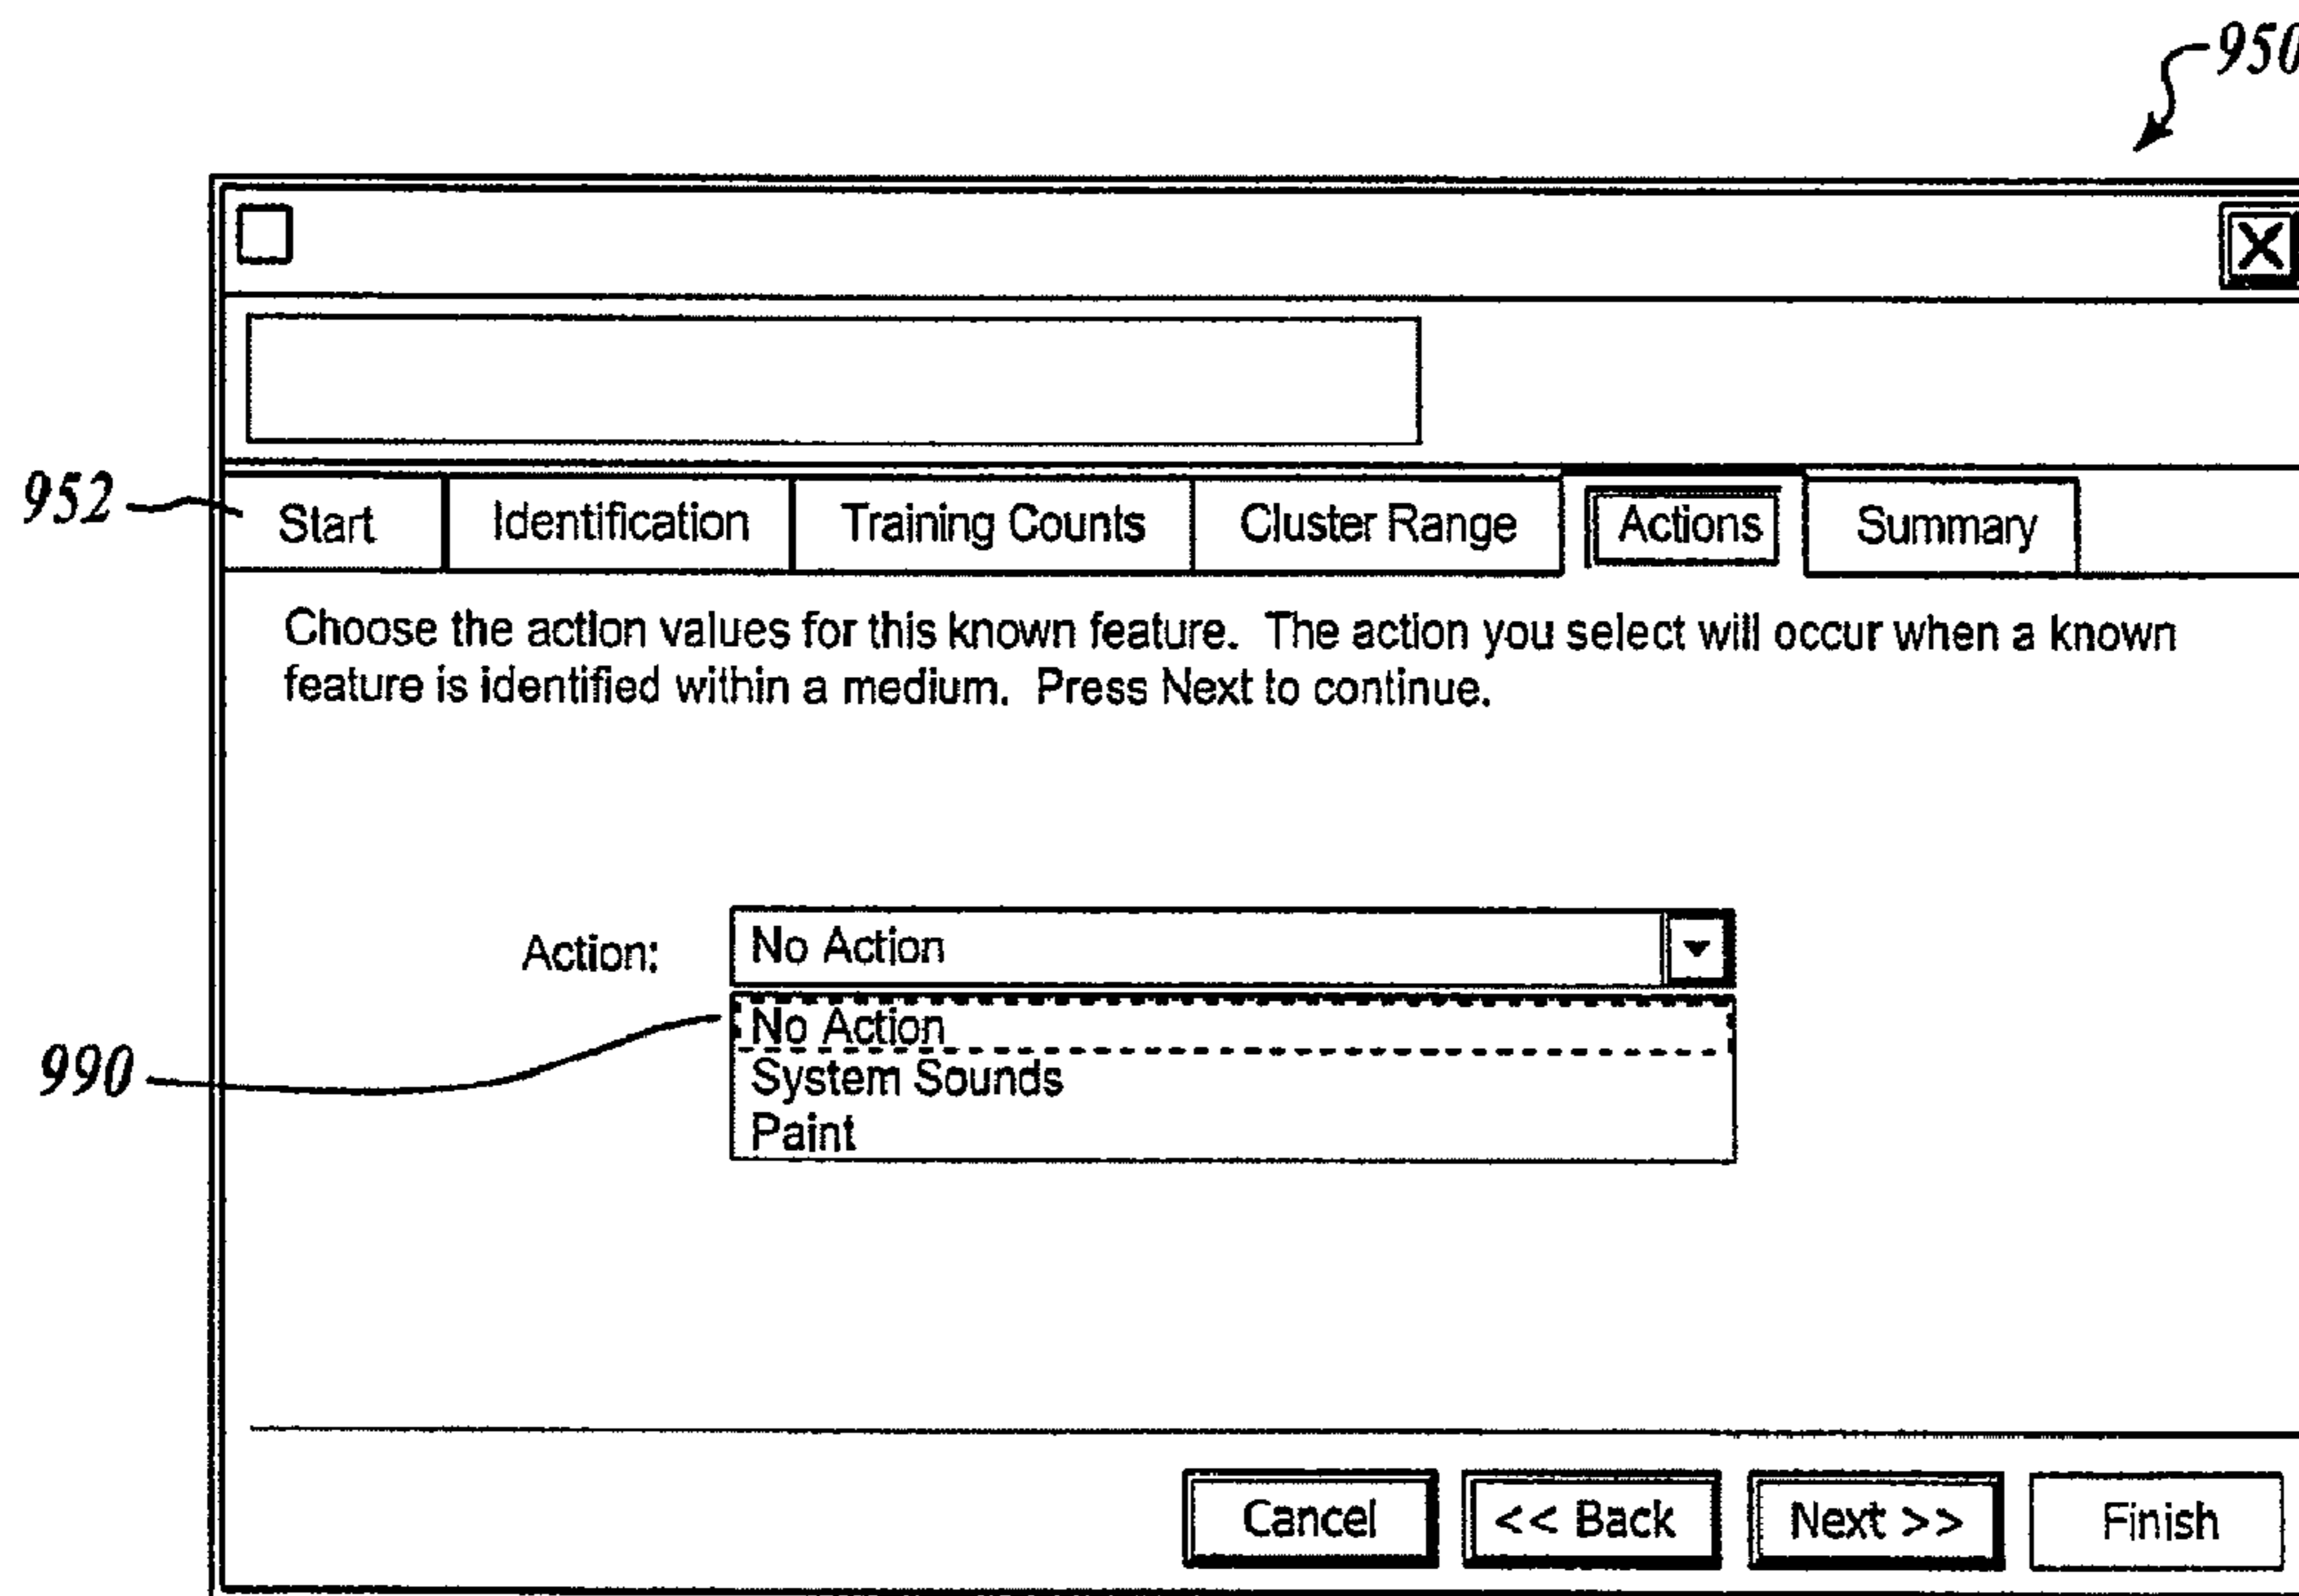 950
952
Start Identification Training Counts Cluster Range Actions Summary
Choose the action values for this known feature. The action you select will occur when a known
feature is identified within a medium. Press Next to continue.
Action: No Action
990
No Action
System Sounds
Paint
Cancel << Back Next >> Finish